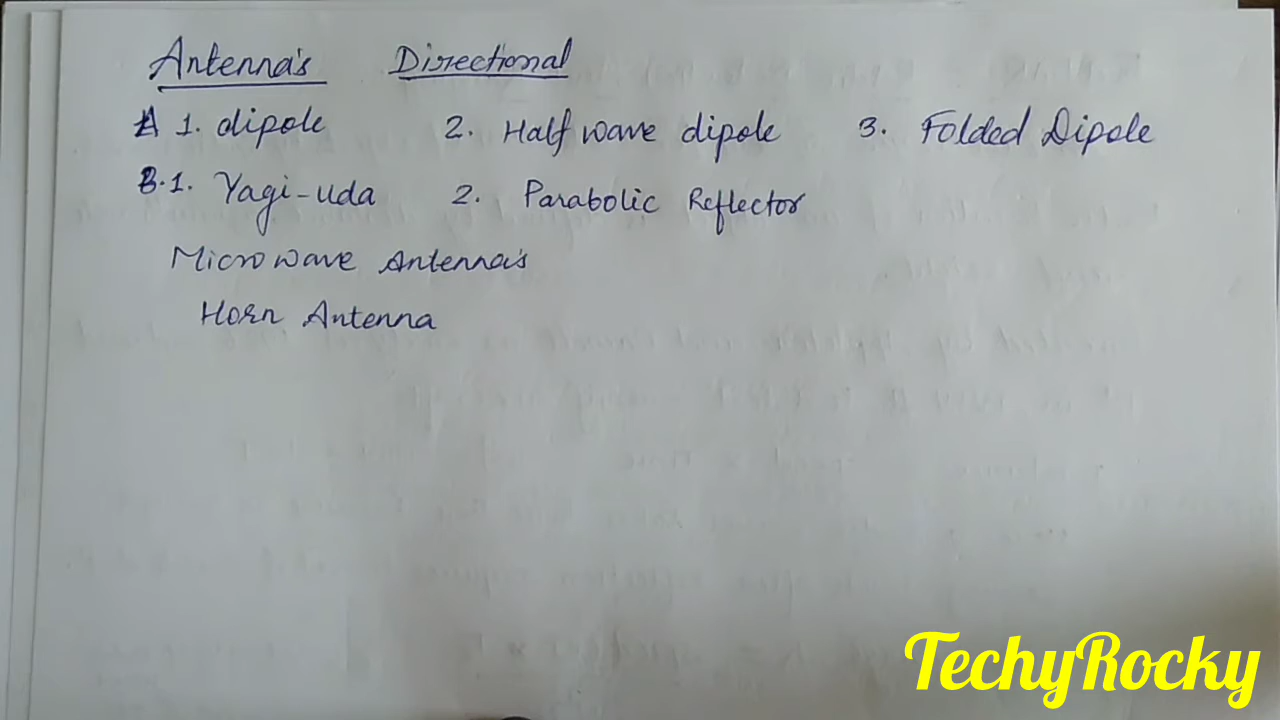 Antenna's Directional
A 1. dipole 2. Half wave dipole 3. Folded Dipole
B.1. Yagi-Uda 2. Parabolic Reflector
Microwave Antenna's
Horn Antenna
TechyRocky